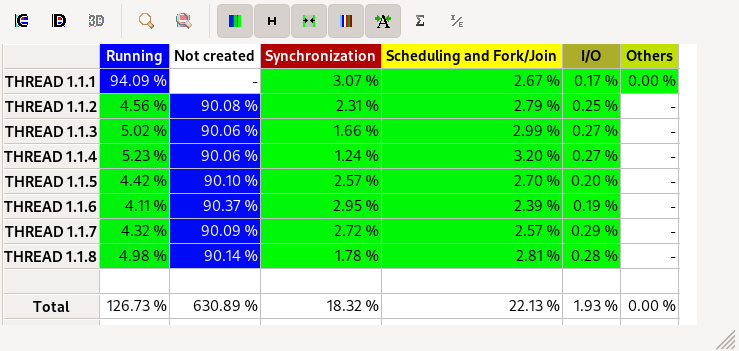 IC ID 3D H A Σ 1/E
Running Not created Synchronization Scheduling and Fork/Join I/O Others
THREAD 1.1.1 94.09 % - 3.07 % 2.67 % 0.17 % 0.00 %
THREAD 1.1.2 4.56 % 90.08 % 2.31 % 2.79 % 0.25 % -
THREAD 1.1.3 5.02 % 90.06 % 1.66 % 2.99 % 0.27 % -
THREAD 1.1.4 5.23 % 90.06 % 1.24 % 3.20 % 0.27 % -
THREAD 1.1.5 4.42 % 90.10 % 2.57 % 2.70 % 0.20 % -
THREAD 1.1.6 4.11 % 90.37 % 2.95 % 2.39 % 0.19 % -
THREAD 1.1.7 4.32 % 90.09 % 2.72 % 2.57 % 0.29 % -
THREAD 1.1.8 4.98 % 90.14 % 1.78 % 2.81 % 0.28 % -
Total 126.73 % 630.89 % 18.32 % 22.13 % 1.93 % 0.00 %